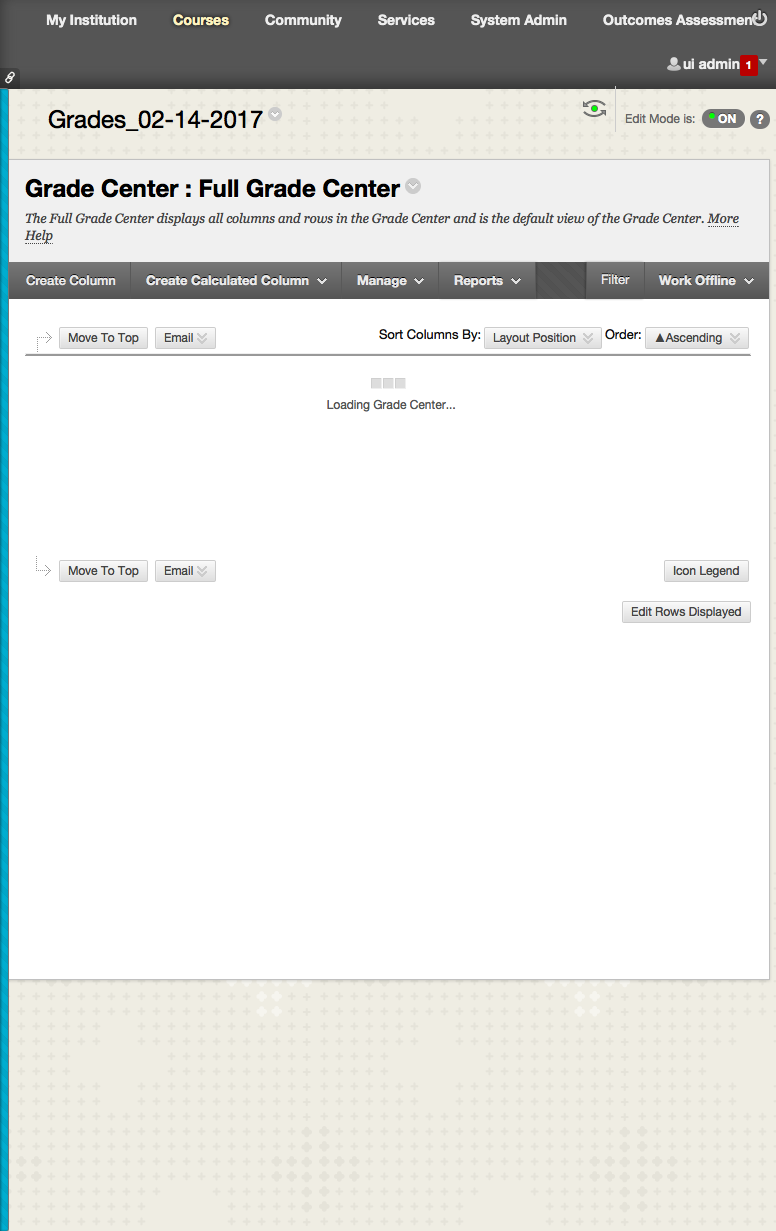 My Institution Courses Community Services System Admin Outcomes Assessmen
ui admin 1
Grades_02-14-2017
Edit Mode is: ON ?
Grade Center : Full Grade Center
The Full Grade Center displays all columns and rows in the Grade Center and is the default view of the Grade Center. More
Help
Create Column Create Calculated Column Manage Reports Filter Work Offline
Move To Top Email Sort Columns By: Layout Position Order: ▲Ascending
Loading Grade Center...
Move To Top Email Icon Legend
Edit Rows Displayed